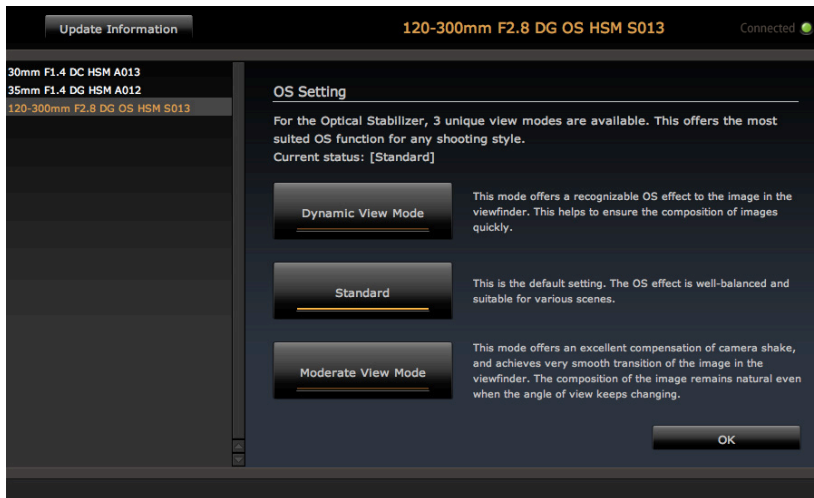 Update Information
120-300mm F2.8 DG OS HSM S013
Connected
30mm F1.4 DC HSM A013
35mm F1.4 DG HSM A012
120-300mm F2.8 DG OS HSM S013
OS Setting
For the Optical Stabilizer, 3 unique view modes are available. This offers the most
suited OS function for any shooting style.
Current status: [Standard]
Dynamic View Mode
This mode offers a recognizable OS effect to the image in the
viewfinder. This helps to ensure the composition of images
quickly.
Standard
This is the default setting. The OS effect is well-balanced and
suitable for various scenes.
Moderate View Mode
This mode offers an excellent compensation of camera shake,
and achieves very smooth transition of the image in the
viewfinder. The composition of the image remains natural even
when the angle of view keeps changing.
OK